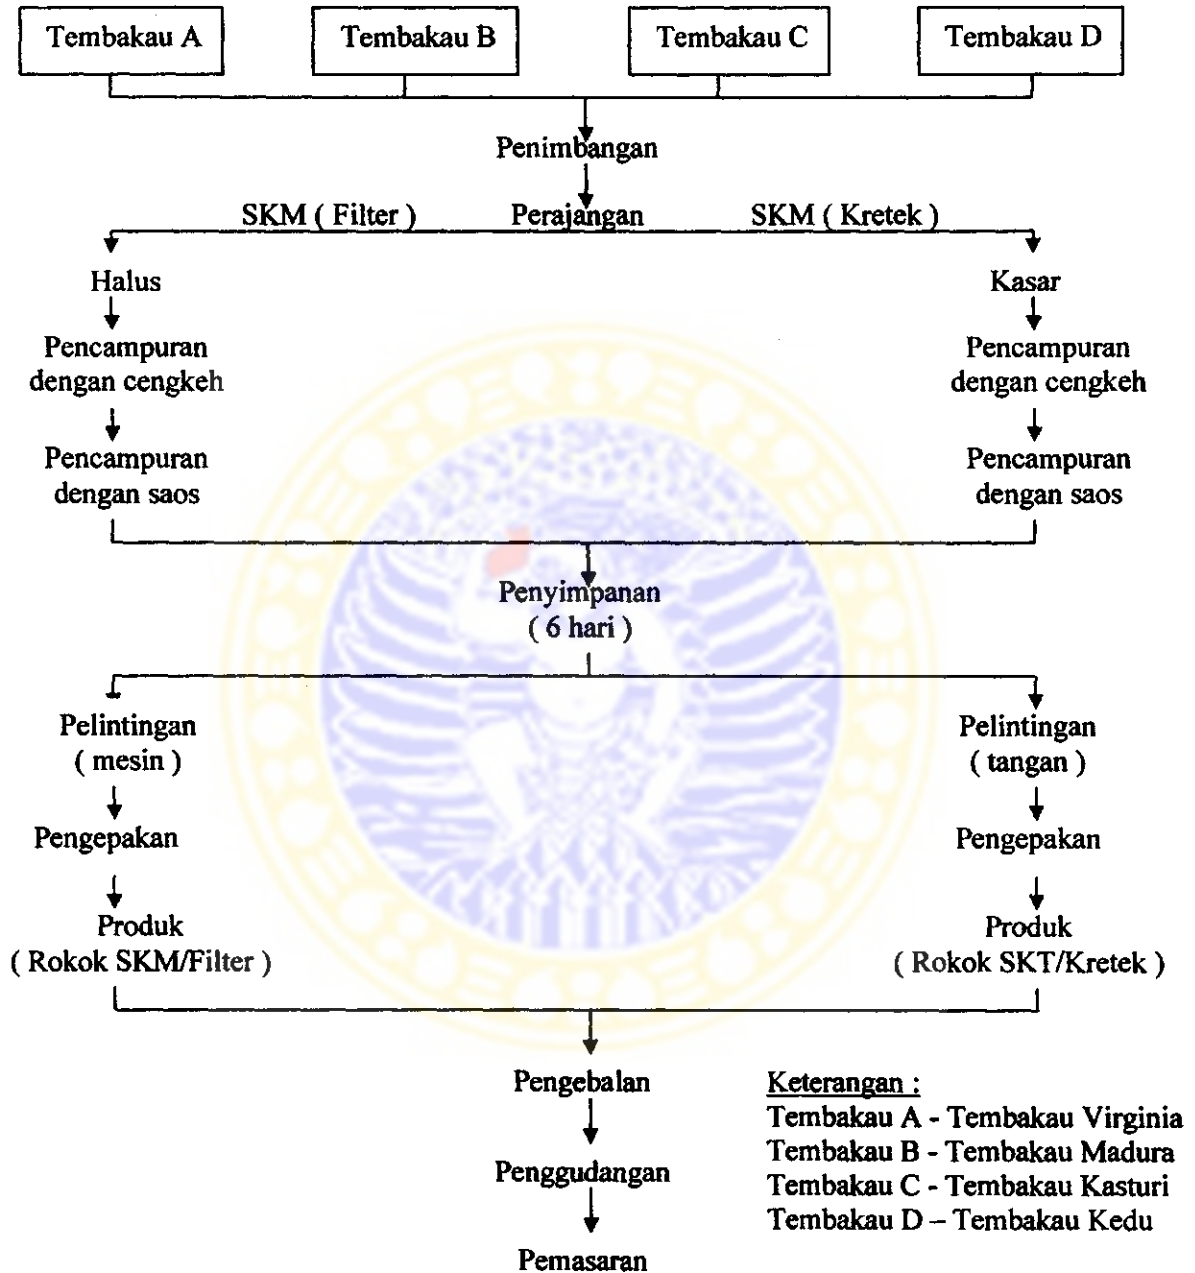 Tembakau A
Tembakau B
Tembakau C
Tembakau D
Penimbangan
SKM ( Filter )
Perajangan
SKM ( Kretek )
Halus
Kasar
Pencampuran
dengan cengkeh
Pencampuran
dengan cengkeh
Pencampuran
dengan saos
Pencampuran
dengan saos
Penyimpanan
( 6 hari )
Pelintingan
( mesin )
Pelintingan
( tangan )
Pengepakan
Pengepakan
Produk
( Rokok SKM/Filter )
Produk
( Rokok SKT/Kretek )
Pengebalan
Penggudangan
Pemasaran
Keterangan :
Tembakau A - Tembakau Virginia
Tembakau B - Tembakau Madura
Tembakau C - Tembakau Kasturi
Tembakau D – Tembakau Kedu